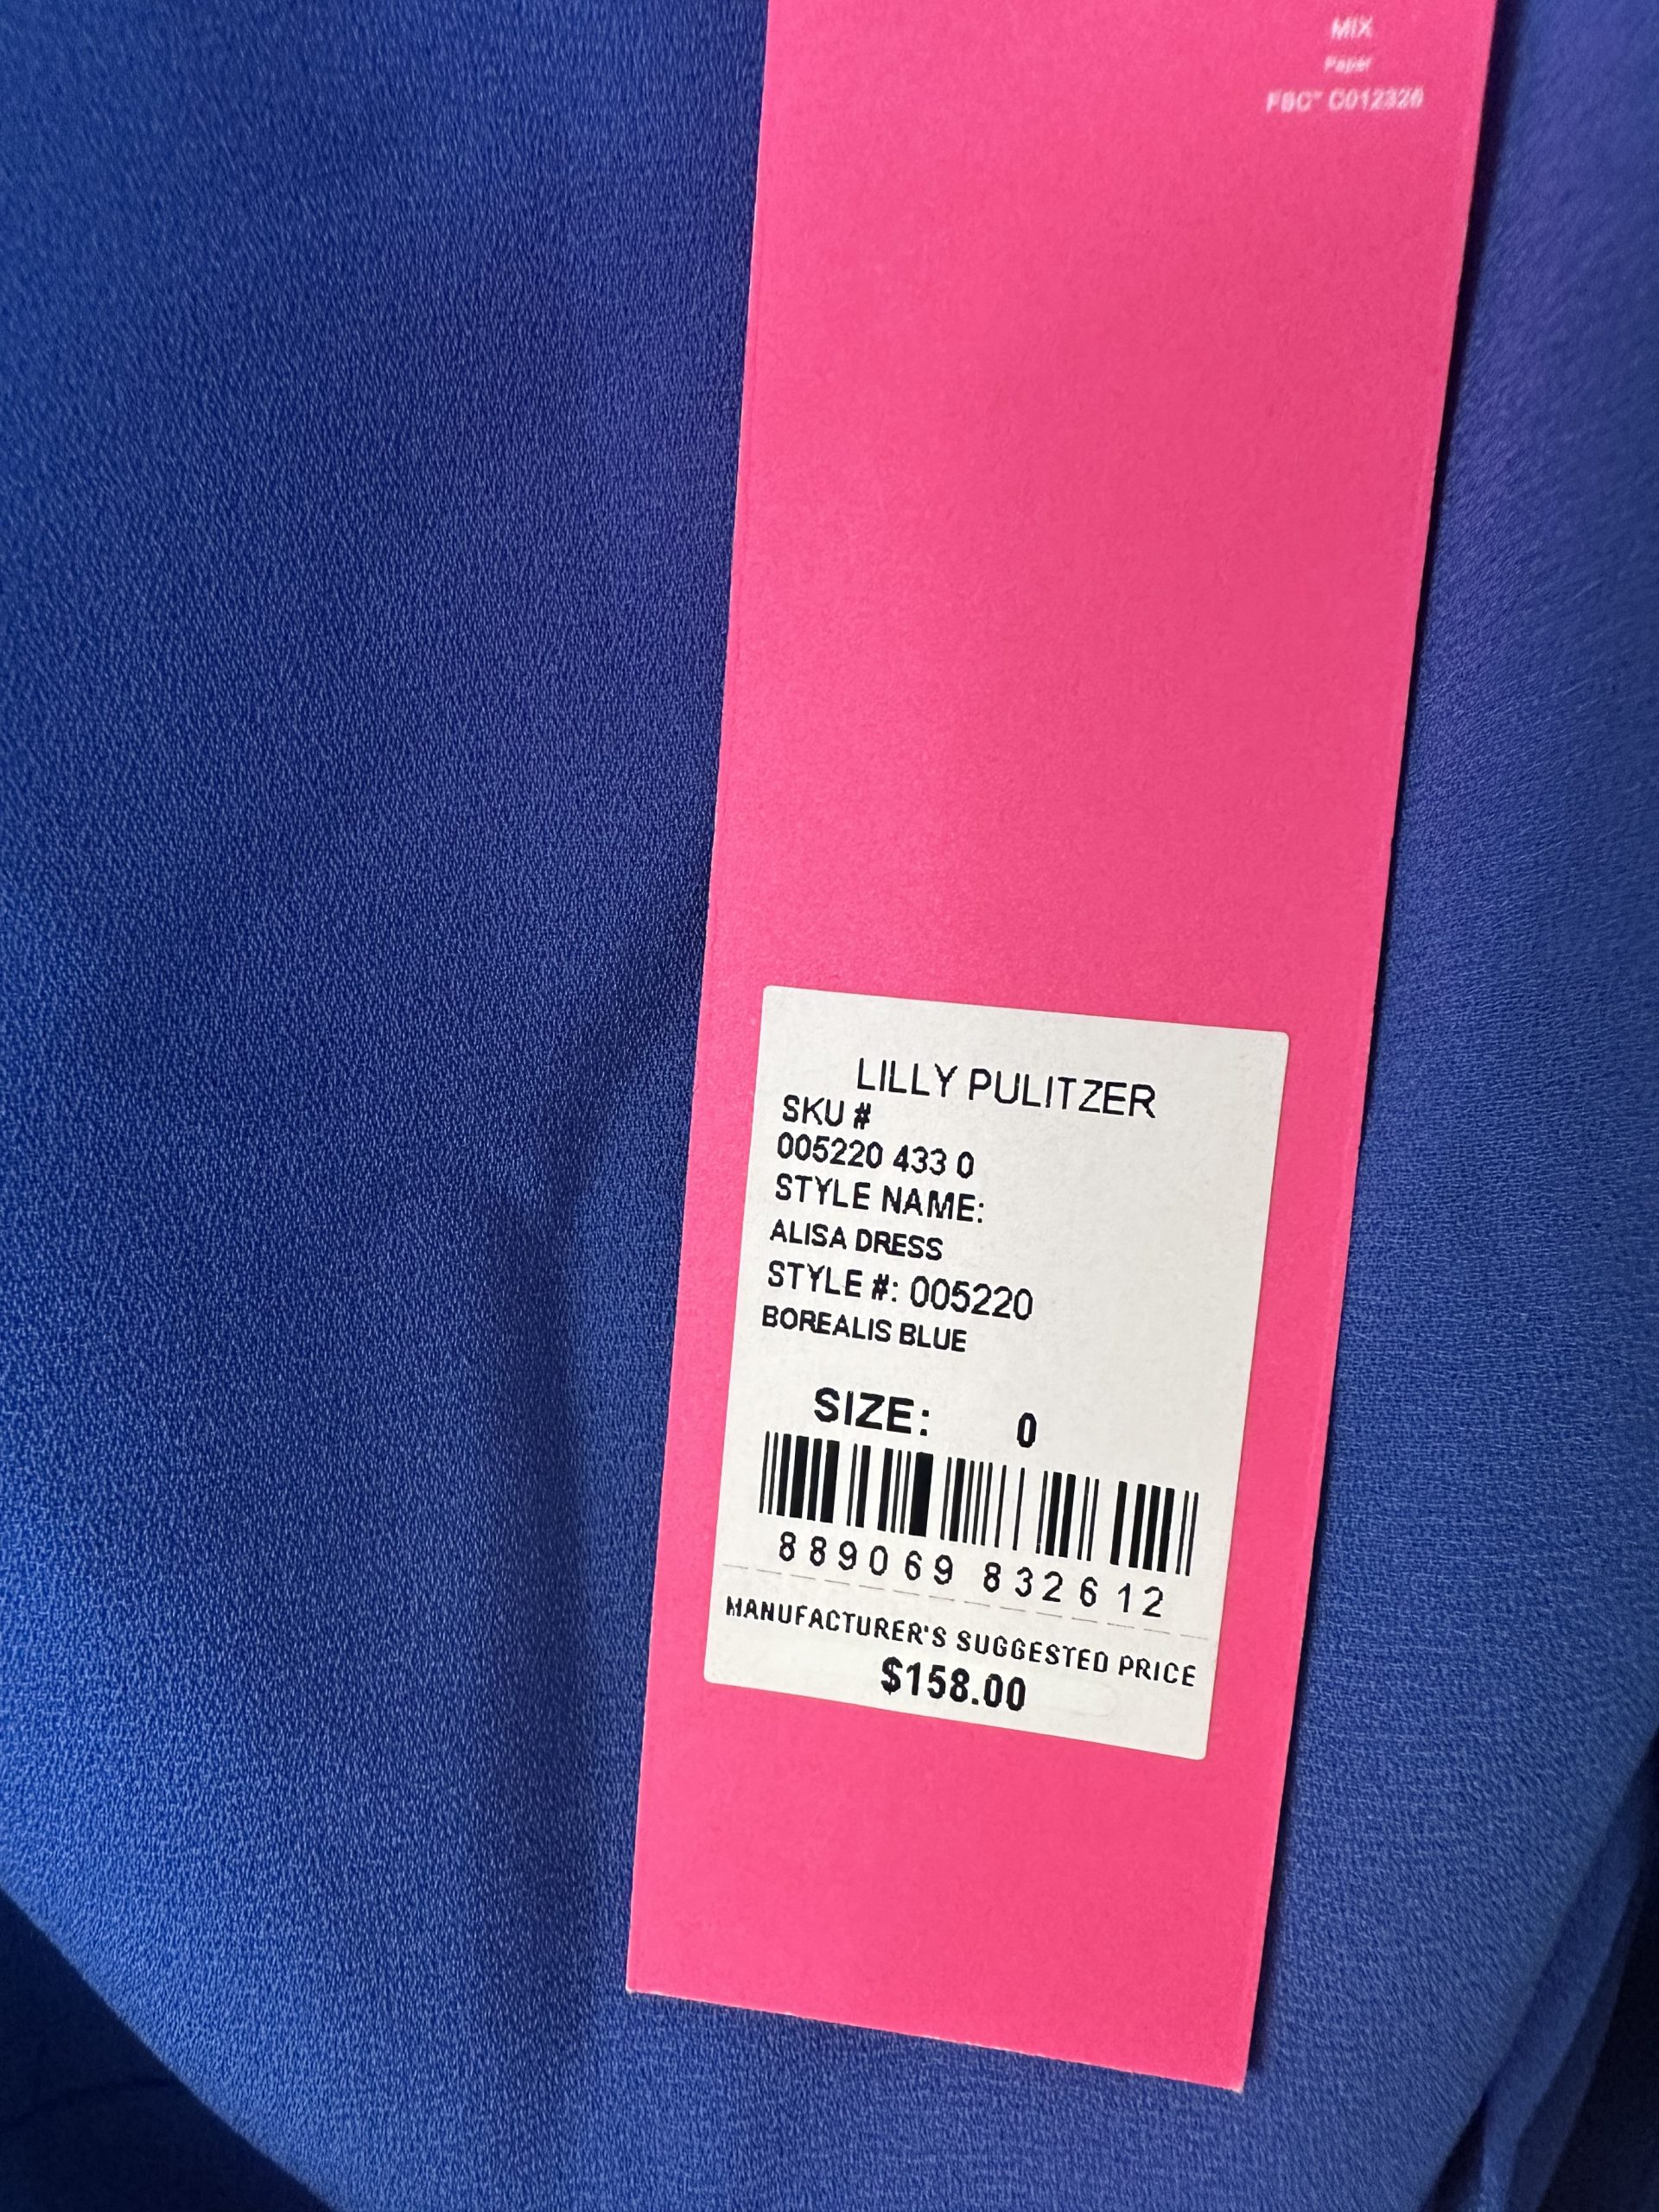 MIX
Paper
FSC™ C012326
LILLY PULITZER
SKU #
005220 433 0
STYLE NAME:
ALISA DRESS
STYLE #: 005220
BOREALIS BLUE
SIZE: 0
889069 832612
MANUFACTURER'S SUGGESTED PRICE
$158.00